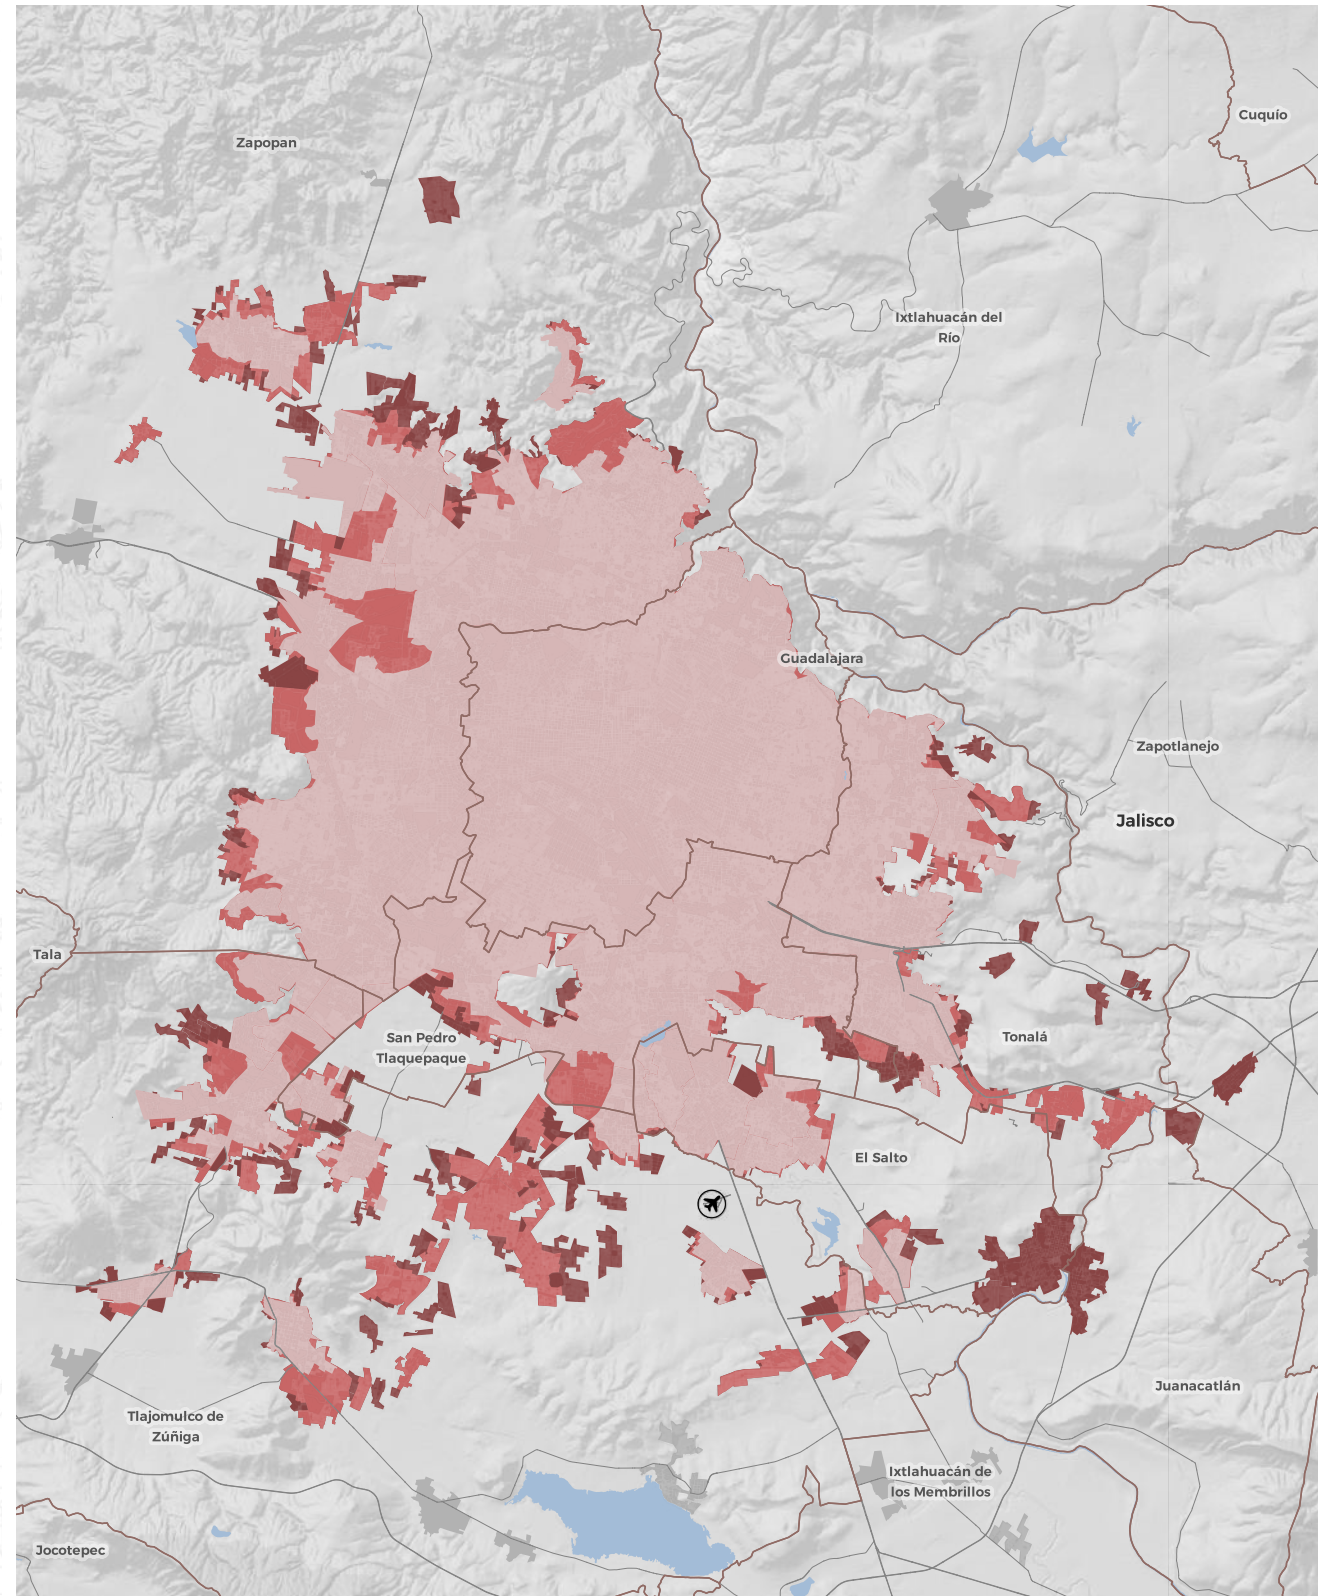 Cuquío
Zapopan
Ixtlahuacán del
Río
Guadalajara
Zapotlanejo
Jalisco
Tala
San Pedro
Tlaquepaque
Tonalá
El Salto
Juanacatlán
Tlajomulco de
Zúñiga
Ixtlahuacán de
los Membrillos
Jocotepec